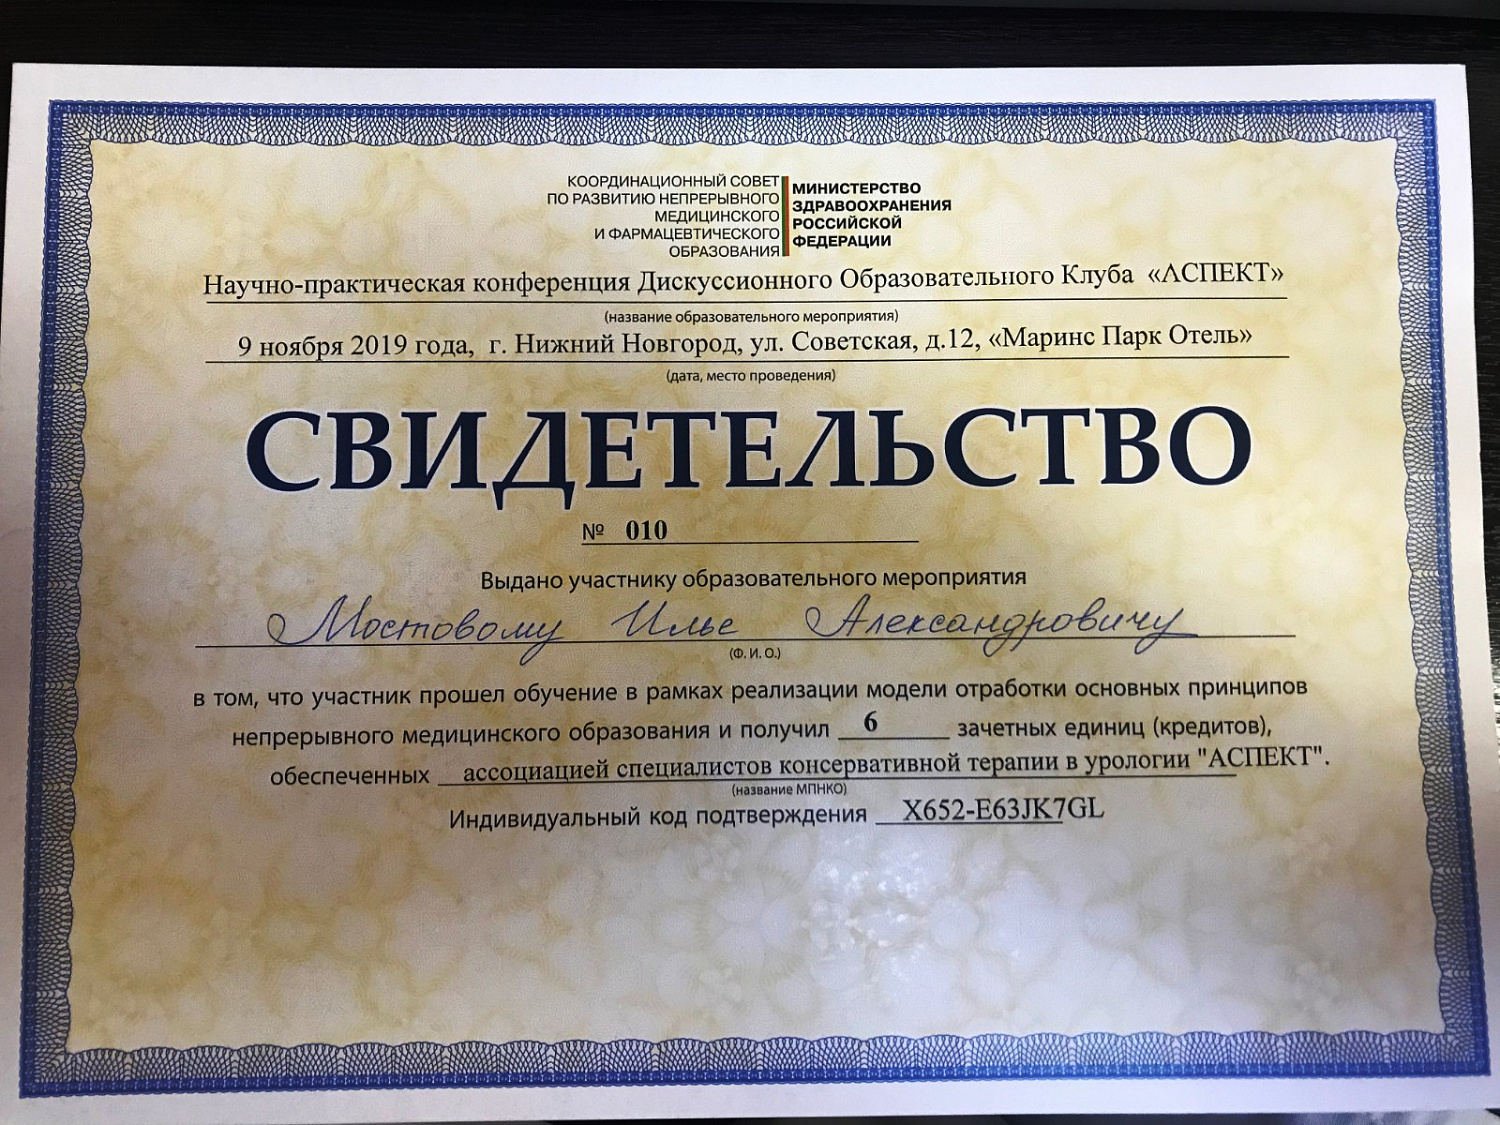 КООРДИНАЦИОННЫЙ СОВЕТ
ПО РАЗВИТИЮ НЕПРЕРЫВНОГО
МЕДИЦИНСКОГО
И ФАРМАЦЕВТИЧЕСКОГО
ОБРАЗОВАНИЯ
МИНИСТЕРСТВО
ЗДРАВООХРАНЕНИЯ
РОССИЙСКОЙ
ФЕДЕРАЦИИ
Научно-практическая конференция Дискуссионного Образовательного Клуба «АСПЕКТ»
(название образовательного мероприятия)
9 ноября 2019 года, г. Нижний Новгород, ул. Советская, д.12, «Маринс Парк Отель»
(дата, место проведения)
СВИДЕТЕЛЬСТВО
№ 010
Выдано участнику образовательного мероприятия
Мостовому Илье Александровичу
(Ф. И. О.)
в том, что участник прошел обучение в рамках реализации модели отработки основных принципов
непрерывного медицинского образования и получил 6 зачетных единиц (кредитов),
обеспеченных ассоциацией специалистов консервативной терапии в урологии "АСПЕКТ".
(название МПНКО)
Индивидуальный код подтверждения X652-E63JK7GL